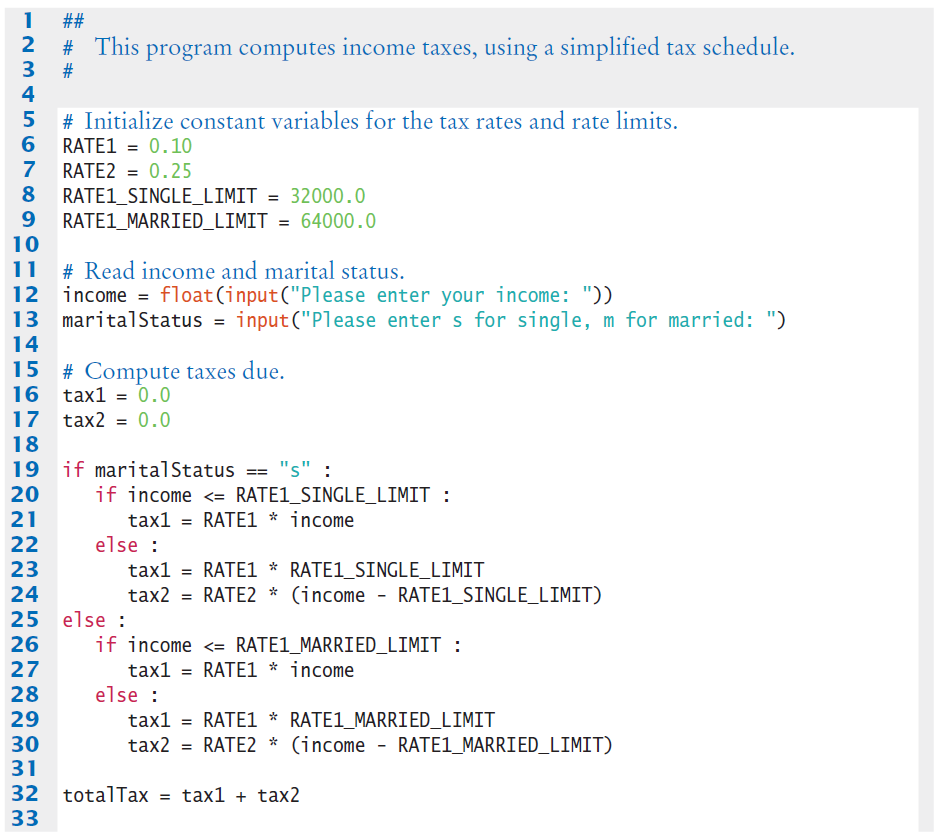 1 ##
2 # This program computes income taxes, using a simplified tax schedule.
3 #
4
5 # Initialize constant variables for the tax rates and rate limits.
6 RATE1 = 0.10
7 RATE2 = 0.25
8 RATE1_SINGLE_LIMIT = 32000.0
9 RATE1_MARRIED_LIMIT = 64000.0
10
11 # Read income and marital status.
12 income = float(input("Please enter your income: "))
13 maritalStatus = input("Please enter s for single, m for married: ")
14
15 # Compute taxes due.
16 tax1 = 0.0
17 tax2 = 0.0
18
19 if maritalStatus == "s" :
20    if income <= RATE1_SINGLE_LIMIT :
21       tax1 = RATE1 * income
22    else :
23       tax1 = RATE1 * RATE1_SINGLE_LIMIT
24       tax2 = RATE2 * (income - RATE1_SINGLE_LIMIT)
25 else :
26    if income <= RATE1_MARRIED_LIMIT :
27       tax1 = RATE1 * income
28    else :
29       tax1 = RATE1 * RATE1_MARRIED_LIMIT
30       tax2 = RATE2 * (income - RATE1_MARRIED_LIMIT)
31
32 totalTax = tax1 + tax2
33